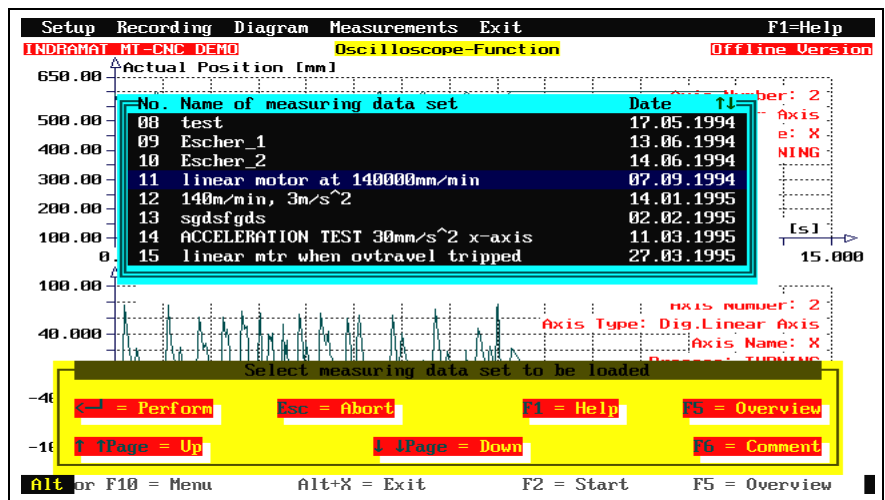 Setup Recording Diagram Measurements Exit F1=Help
INDRAMAT MT-CNC DEMO Oscilloscope-Function Offline Version
Actual Position [mm]
650.00
500.00
400.00
300.00
200.00
100.00
No. Name of measuring data set Date ↑↓
08 test 17.05.1994
09 Escher_1 13.06.1994
10 Escher_2 14.06.1994
11 linear motor at 140000mm/min 07.09.1994
12 140m/min, 3m/s^2 14.01.1995
13 sgdsfgds 02.02.1995
14 ACCELERATION TEST 30mm/s^2 x-axis 11.03.1995
15 linear mtr when ovtravel tripped 27.03.1995
: 2
Axis
: X
[s]
15.000
100.00
Axis Number: 2
40.000
Axis Type: Dig.Linear Axis
Axis Name: X
Select measuring data set to be loaded
<─┘ = Perform Esc = Abort F1 = Help F5 = Overview
↑ ↑Page = Up ↓ ↓Page = Down F6 = Comment
Alt or F10 = Menu Alt+X = Exit F2 = Start F5 = Overview